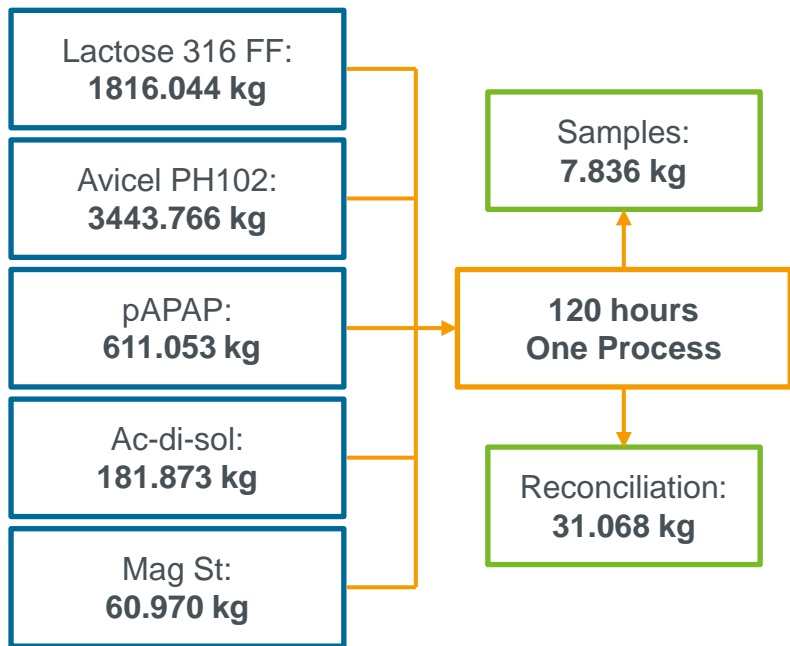 Lactose 316 FF:
1816.044 kg
Avicel PH102:
3443.766 kg
pAPAP:
611.053 kg
Ac-di-sol:
181.873 kg
Mag St:
60.970 kg
120 hours
One Process
Samples:
7.836 kg
Reconciliation:
31.068 kg